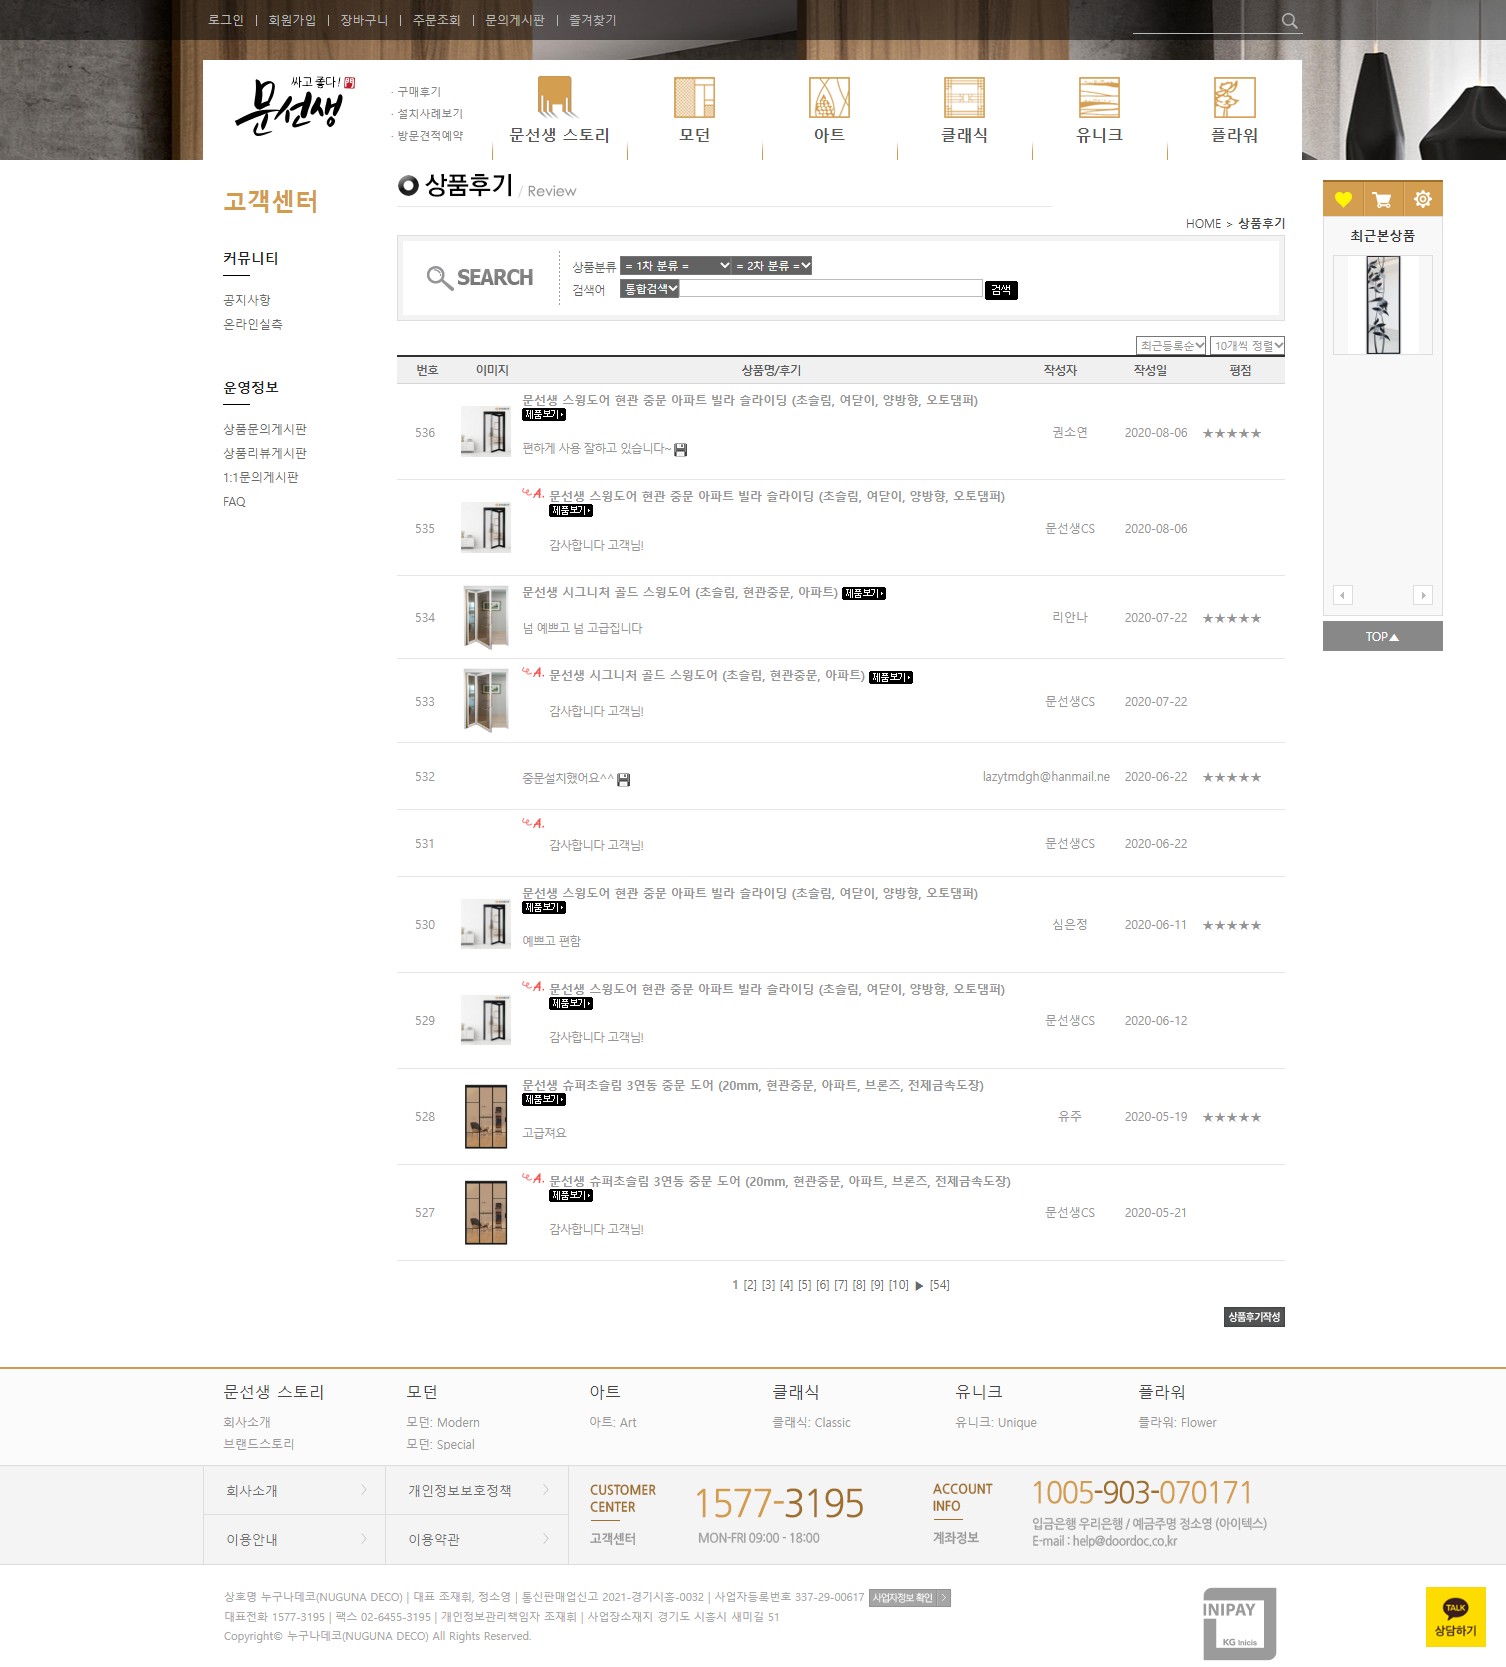 로그인 | 회원가입 | 장바구니 | 주문조회 | 문의게시판 | 즐겨찾기
싸고 좋다!
문선생
· 구매후기
· 설치사례보기
· 방문견적예약
문선생 스토리
모던
아트
클래식
유니크
플라워
고객센터
커뮤니티
공지사항
온라인실측
운영정보
상품문의게시판
상품리뷰게시판
1:1문의게시판
FAQ
상품후기 / Review
HOME > 상품후기
SEARCH
상품분류 = 1차 분류 = = 2차 분류 =
검색어 통합검색 검색
최근등록순 10개씩 정렬
번호 이미지 상품명/후기 작성자 작성일 평점
문선생 스윙도어 현관 중문 아파트 빌라 슬라이딩 (초슬림, 여닫이, 양방향, 오토댐퍼)
제품보기
536 편하게 사용 잘하고 있습니다~ 권소연 2020-08-06 ★★★★★
A. 문선생 스윙도어 현관 중문 아파트 빌라 슬라이딩 (초슬림, 여닫이, 양방향, 오토댐퍼)
제품보기
535 감사합니다 고객님! 문선생CS 2020-08-06
문선생 시그니처 골드 스윙도어 (초슬림, 현관중문, 아파트) 제품보기
534 넘 예쁘고 넘 고급집니다 리안나 2020-07-22 ★★★★★
A. 문선생 시그니처 골드 스윙도어 (초슬림, 현관중문, 아파트) 제품보기
533 감사합니다 고객님! 문선생CS 2020-07-22
532 중문설치했어요^^ lazytmdgh@hanmail.ne 2020-06-22 ★★★★★
A.
531 감사합니다 고객님! 문선생CS 2020-06-22
문선생 스윙도어 현관 중문 아파트 빌라 슬라이딩 (초슬림, 여닫이, 양방향, 오토댐퍼)
제품보기
530 예쁘고 편함 심은정 2020-06-11 ★★★★★
A. 문선생 스윙도어 현관 중문 아파트 빌라 슬라이딩 (초슬림, 여닫이, 양방향, 오토댐퍼)
제품보기
529 감사합니다 고객님! 문선생CS 2020-06-12
문선생 슈퍼초슬림 3연동 중문 도어 (20mm, 현관중문, 아파트, 브론즈, 전제금속도장)
제품보기
528 고급져요 유주 2020-05-19 ★★★★★
A. 문선생 슈퍼초슬림 3연동 중문 도어 (20mm, 현관중문, 아파트, 브론즈, 전제금속도장)
제품보기
527 감사합니다 고객님! 문선생CS 2020-05-21
1 [2] [3] [4] [5] [6] [7] [8] [9] [10] ▶ [54]
상품후기작성
최근본상품
TOP▲
문선생 스토리
회사소개
브랜드스토리
모던
모던: Modern
모던: Special
아트
아트: Art
클래식
클래식: Classic
유니크
유니크: Unique
플라워
플라워: Flower
회사소개
개인정보보호정책
이용안내
이용약관
CUSTOMER
CENTER
고객센터
1577-3195
MON-FRI 09:00 - 18:00
ACCOUNT
INFO
계좌정보
1005-903-070171
입금은행 우리은행 / 예금주명 정소영 (아이텍스)
E-mail : help@doordoc.co.kr
상호명 누구나데코(NUGUNA DECO) | 대표 조재휘, 정소영 | 통신판매업신고 2021-경기시흥-0032 | 사업자등록번호 337-29-00617 사업자정보 확인 >
대표전화 1577-3195 | 팩스 02-6455-3195 | 개인정보관리책임자 조재휘 | 사업장소재지 경기도 시흥시 새미길 51
Copyright© 누구나데코(NUGUNA DECO) All Rights Reserved.
INIPAY
KG Inicis
TALK
상담하기